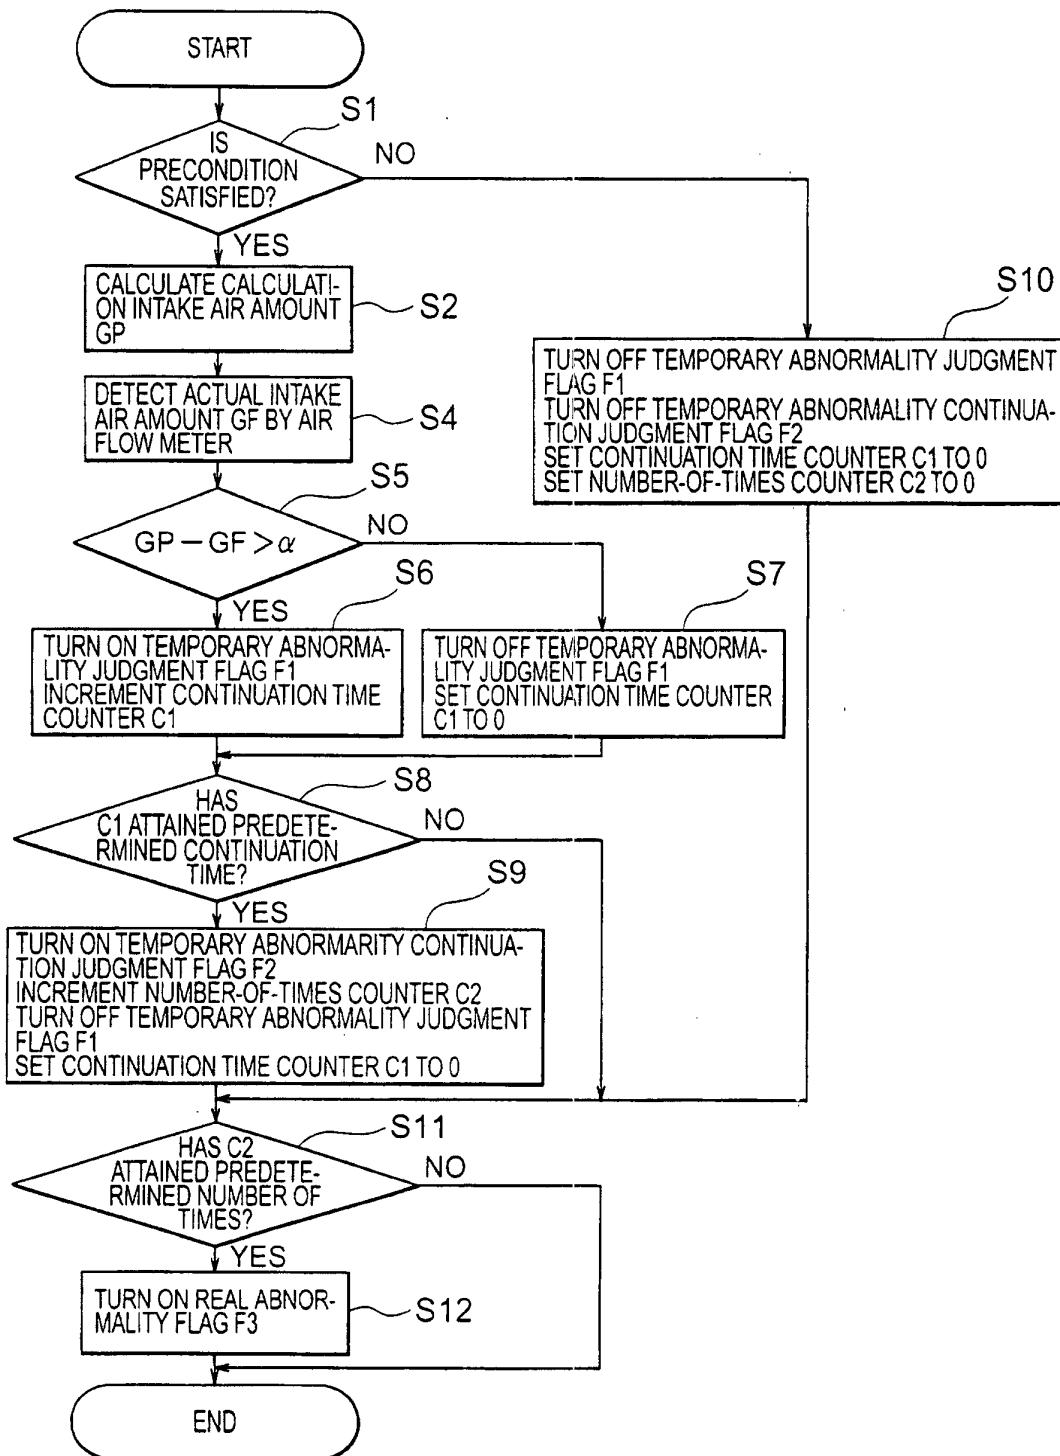 START
S1
IS
PRECONDITION
SATISFIED?
NO
YES
CALCULATE CALCULATI-
ON INTAKE AIR AMOUNT
GP
S2
S10
TURN OFF TEMPORARY ABNORMALITY JUDGMENT
FLAG F1
TURN OFF TEMPORARY ABNORMALITY CONTINUA-
TION JUDGMENT FLAG F2
SET CONTINUATION TIME COUNTER C1 TO 0
SET NUMBER-OF-TIMES COUNTER C2 TO 0
DETECT ACTUAL INTAKE
AIR AMOUNT GF BY AIR
FLOW METER
S4
S5
GP – GF > α
NO
YES
S6
TURN ON TEMPORARY ABNORMA-
LITY JUDGMENT FLAG F1
INCREMENT CONTINUATION TIME
COUNTER C1
S7
TURN OFF TEMPORARY ABNORMA-
LITY JUDGMENT FLAG F1
SET CONTINUATION TIME COUNTER
C1 TO 0
S8
HAS
C1 ATTAINED PREDETE-
RMINED CONTINUATION
TIME?
NO
YES
S9
TURN ON TEMPORARY ABNORMARITY CONTINUA-
TION JUDGMENT FLAG F2
INCREMENT NUMBER-OF-TIMES COUNTER C2
TURN OFF TEMPORARY ABNORMALITY JUDGMENT
FLAG F1
SET CONTINUATION TIME COUNTER C1 TO 0
S11
HAS C2
ATTAINED PREDETE-
RMINED NUMBER OF
TIMES?
NO
YES
TURN ON REAL ABNOR-
MALITY FLAG F3
S12
END